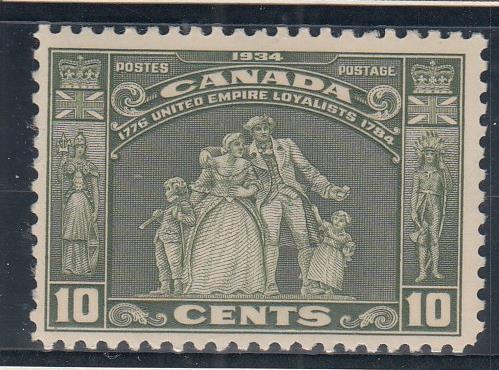 1934
POSTES POSTAGE
CANADA
1776 UNITED EMPIRE LOYALISTS 1784
10 CENTS 10